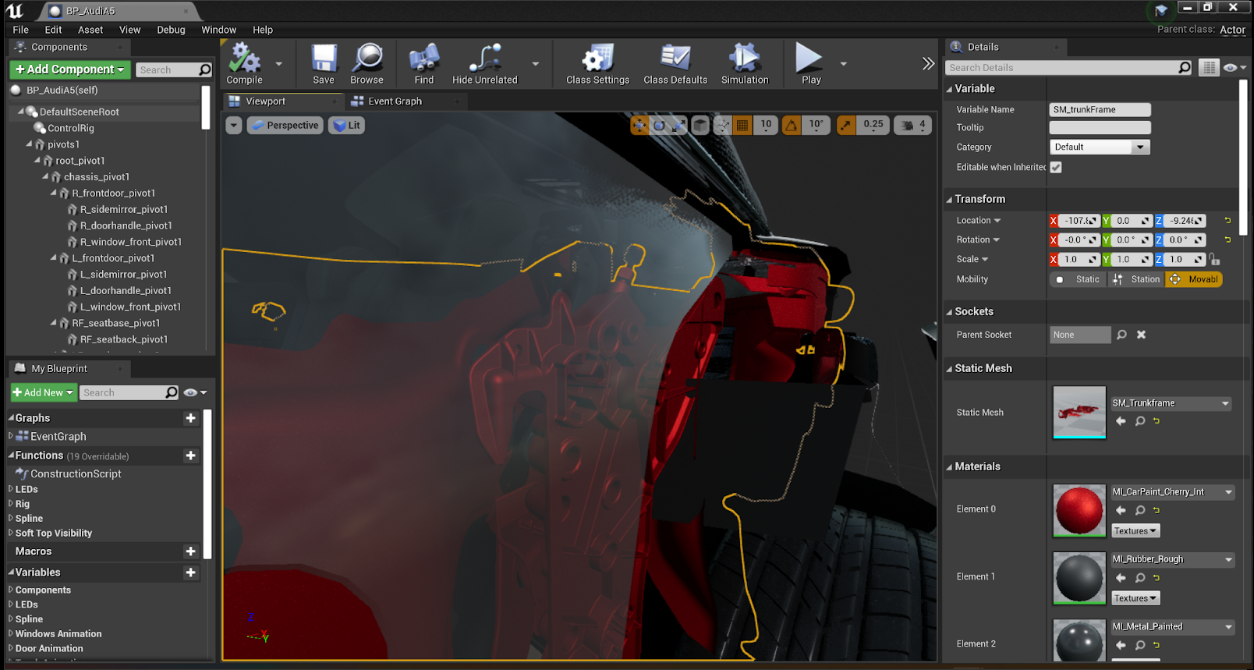 BP_AudiA5
File Edit Asset View Debug Window Help
Parent class: Actor
Components
+ Add Component
Search
BP_AudiA5(self)
DefaultSceneRoot
ControlRig
pivots1
root_pivot1
chassis_pivot1
R_frontdoor_pivot1
R_sidemirror_pivot1
R_doorhandle_pivot1
R_window_front_pivot1
L_frontdoor_pivot1
L_sidemirror_pivot1
L_doorhandle_pivot1
L_window_front_pivot1
RF_seatbase_pivot1
RF_seatback_pivot1
My Blueprint
+ Add New
Search
Graphs
EventGraph
Functions (19 Overridable)
ConstructionScript
LEDs
Rig
Spline
Soft Top Visibility
Macros
Variables
Components
LEDs
Spline
Windows Animation
Door Animation
Compile Save Browse Find Hide Unrelated Class Settings Class Defaults Simulation Play
Viewport Event Graph
Perspective Lit
10 10° 0.25 4
Z
X
Y
Details
Search Details
Variable
Variable Name SM_trunkFrame
Tooltip
Category Default
Editable when Inherited
Transform
Location X -107. Y 0.0 Z -9.24
Rotation X -0.0 ° Y 0.0 ° Z 0.0 °
Scale X 1.0 Y 1.0 Z 1.0
Mobility Static Station Movabl
Sockets
Parent Socket None
Static Mesh
Static Mesh SM_Trunkframe
Materials
Element 0 MI_CarPaint_Cherry_Int
Textures
Element 1 MI_Rubber_Rough
Textures
Element 2 MI_Metal_Painted